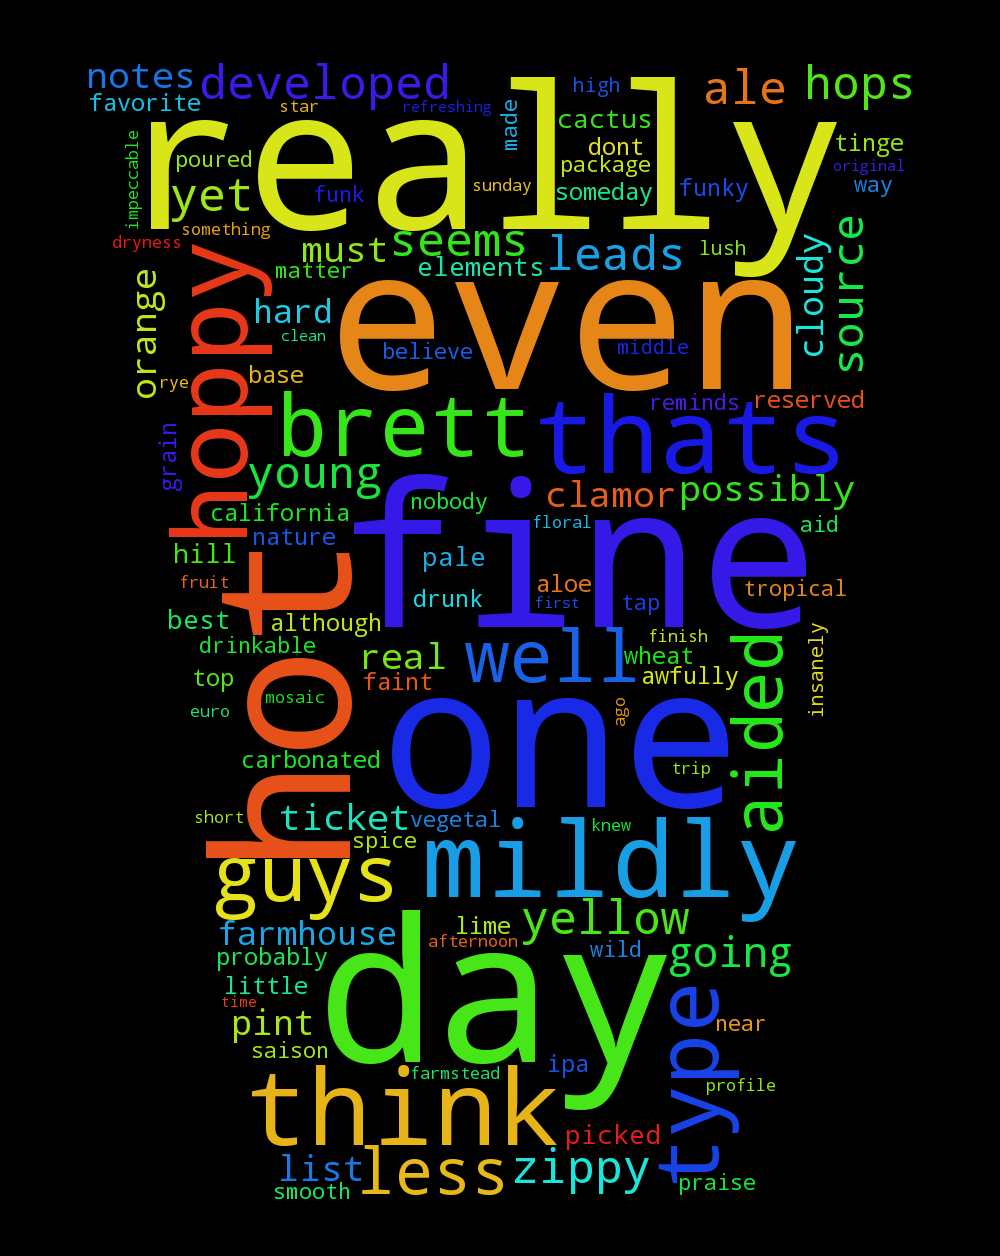 notes
developed
ale
hops
high
favorite
star
refreshing
made
cactus
really
dont
tinge
impeccable
poured
package
original
yet
funk
sunday
someday
funky
way
something
dryness
must
seems
leads
lush
matter
elements
cloudy
source
orange
hoppy
hard
even
clean
believe
middle
rye
base
brett
thats
reminds
reserved
grain
young
clamor
possibly
nobody
california
fine
floral
aid
nature
hill
pale
fruit
hot
drunk
aloe
first
tap
tropical
best
although
drinkable
real
well
finish
wheat
awfully
aided
insanely
top
faint
mosaic
euro
one
ago
carbonated
trip
short
ticket
vegetal
knew
spice
guys
mildly
farmhouse
lime
yellow
afternoon
probably
day
wild
going
little
time
pint
type
near
saison
ipa
farmstead
profile
think
picked
list
less
zippy
smooth
praise